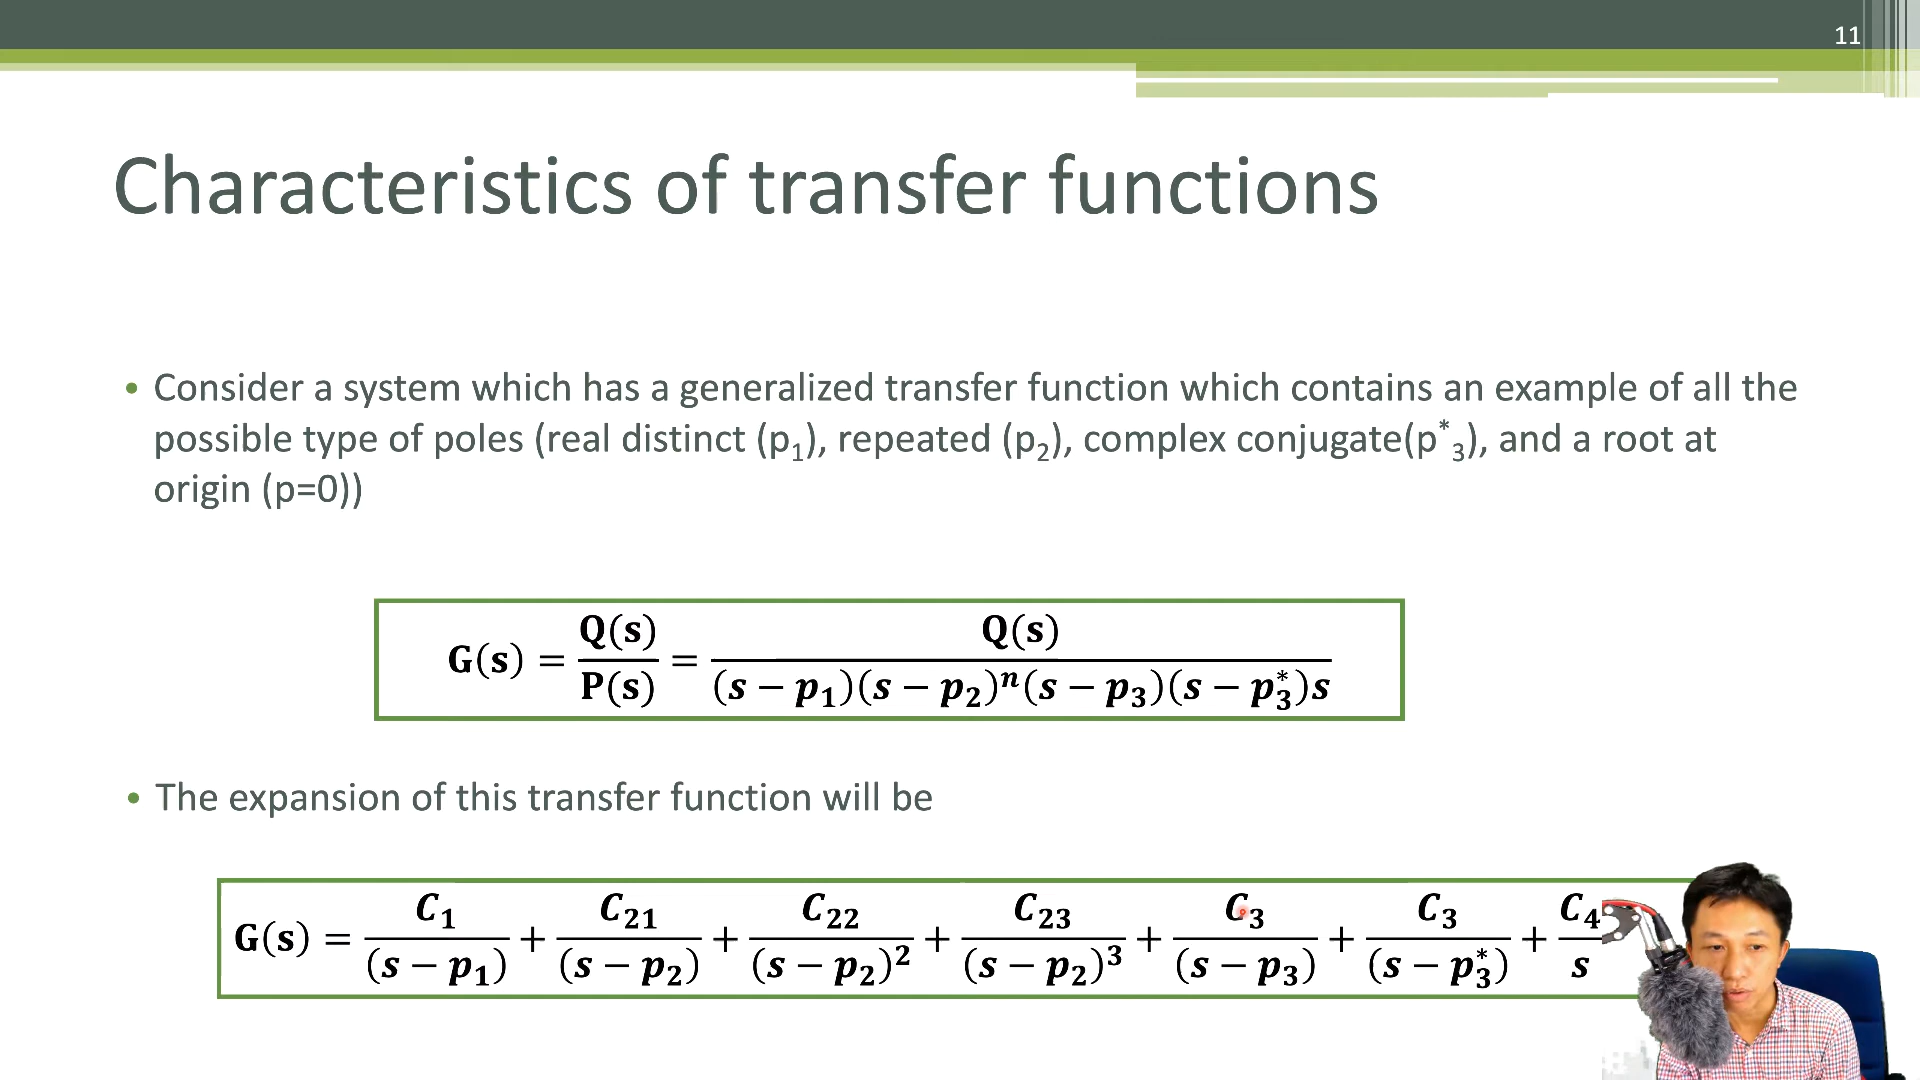 11
Characteristics of transfer functions
• Consider a system which has a generalized transfer function which contains an example of all the
possible type of poles (real distinct (p₁), repeated (p₂), complex conjugate(p*₃), and a root at
origin (p=0))
G(s) = Q(s)/P(s) = Q(s)/((s − p₁)(s − p₂)ⁿ(s − p₃)(s − p₃*)s)
• The expansion of this transfer function will be
G(s) = C₁/(s − p₁) + C₂₁/(s − p₂) + C₂₂/(s − p₂)² + C₂₃/(s − p₂)³ + C₃/(s − p₃) + C₃/(s − p₃*) + C₄/s